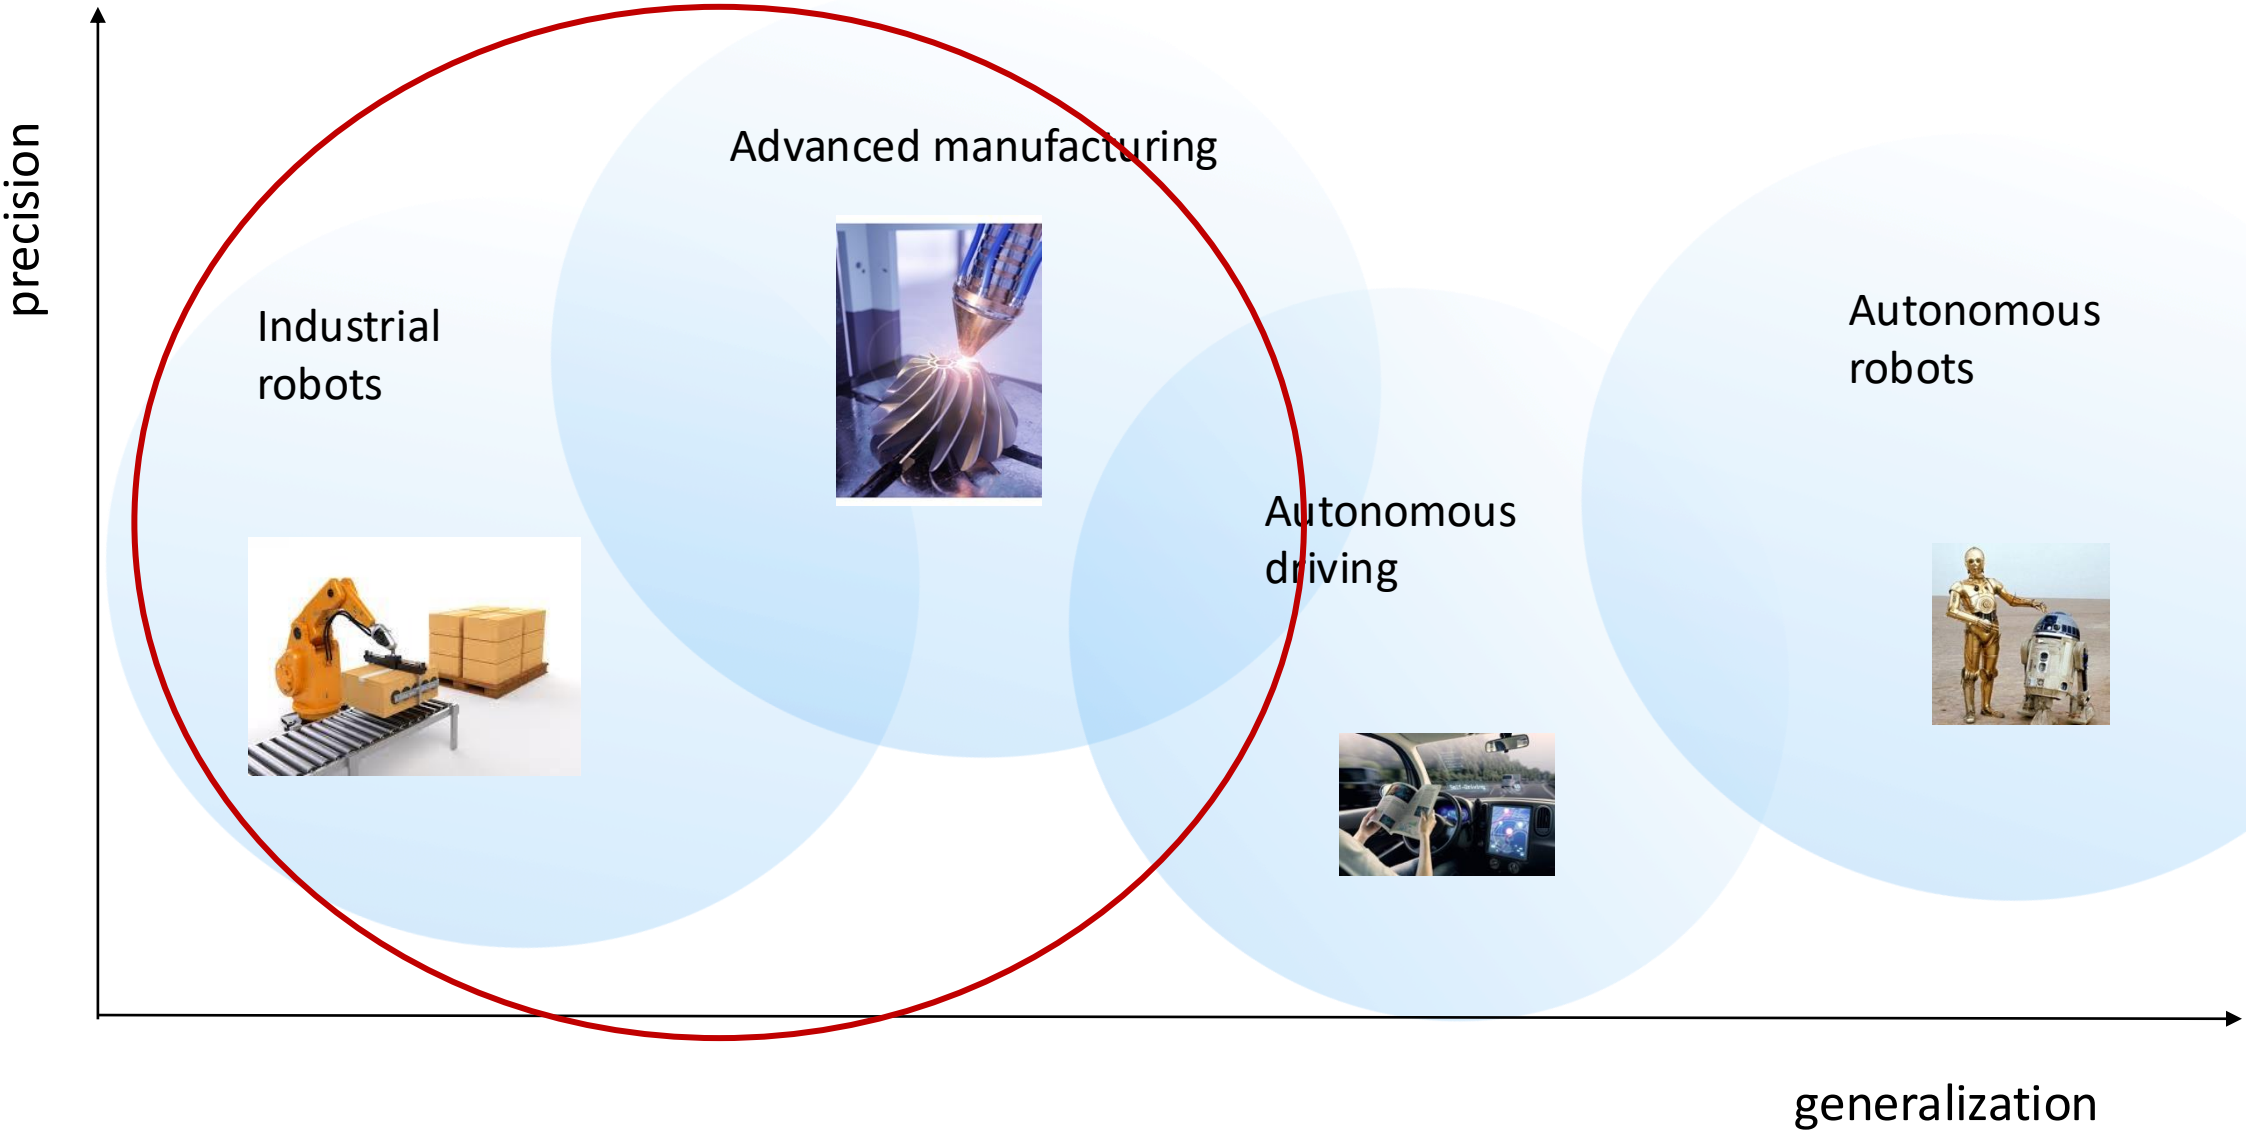 precision
Advanced manufacturing
Industrial
robots
Autonomous
robots
Autonomous
driving
generalization